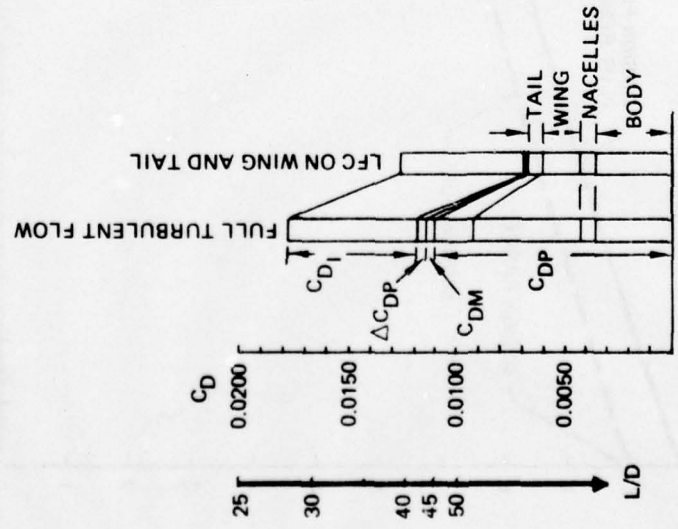 25
30
40
45
50
L/D
C_D
0.0200
0.0150
0.0100
0.0050
FULL TURBULENT FLOW
LFC ON WING AND TAIL
C_DI
ΔC_DP
C_DM
C_DP
TAIL
WING
NACELLES
BODY